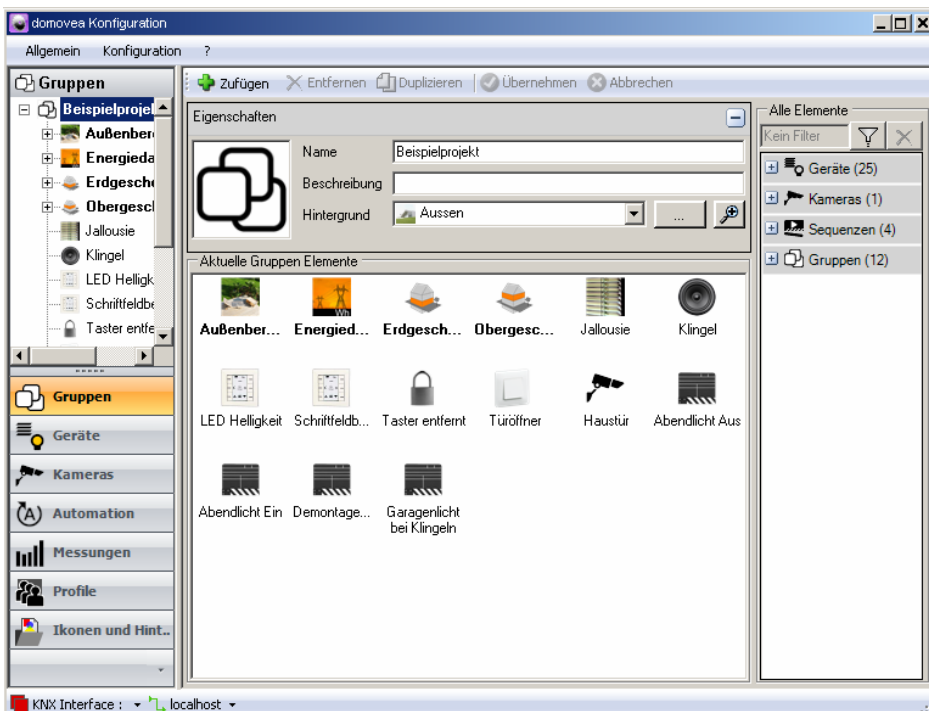 domovea Konfiguration
Allgemein Konfiguration ?
Gruppen
Beispielprojel
Außenber
Energieda
Erdgesch
Obergescl
Jallousie
Klingel
LED Helligk
Schriftfeldbe
Taster entfe
Gruppen
Geräte
Kameras
Automation
Messungen
Profile
Ikonen und Hint..
Zufügen Entfernen Duplizieren Übernehmen Abbrechen
Eigenschaften
Name Beispielprojekt
Beschreibung
Hintergrund Aussen ...
Aktuelle Gruppen Elemente
Außenber... Energied... Erdgesch... Obergesc... Jallousie Klingel
LED Helligkeit Schriftfeldb... Taster entfernt Türöffner Haustür Abendlicht Aus
Abendlicht Ein Demontage... Garagenlicht
bei Klingeln
Alle Elemente
Kein Filter
Geräte (25)
Kameras (1)
Sequenzen (4)
Gruppen (12)
KNX Interface : localhost